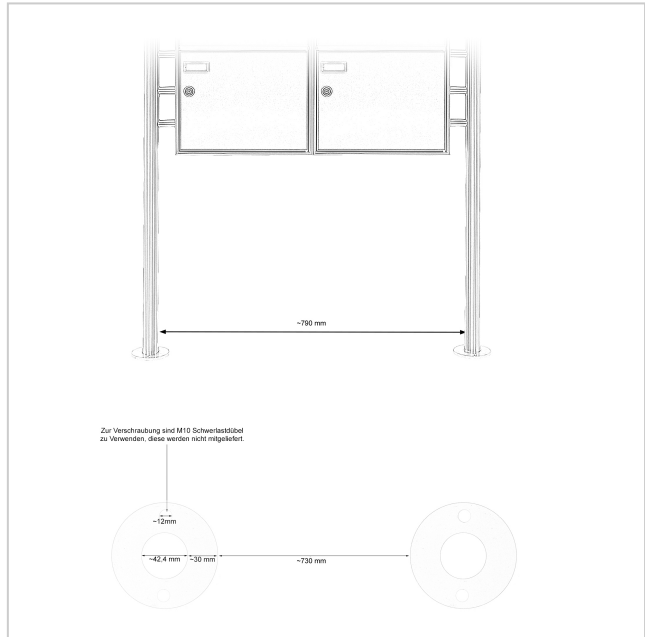 ~790 mm
Zur Verschraubung sind M10 Schwerlastdübel
zu Verwenden, diese werden nicht mitgeliefert.
~12mm
~42,4 mm
~30 mm
~730 mm